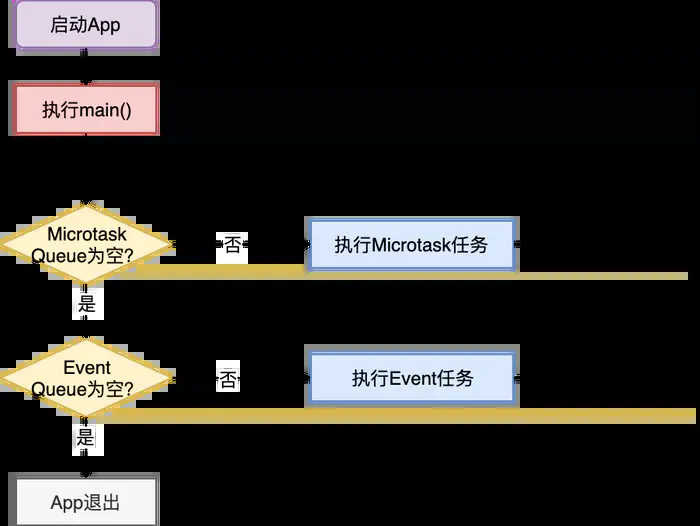 启动App
执行main()
Microtask
Queue为空?
否
执行Microtask任务
是
Event
Queue为空?
否
执行Event任务
是
App退出